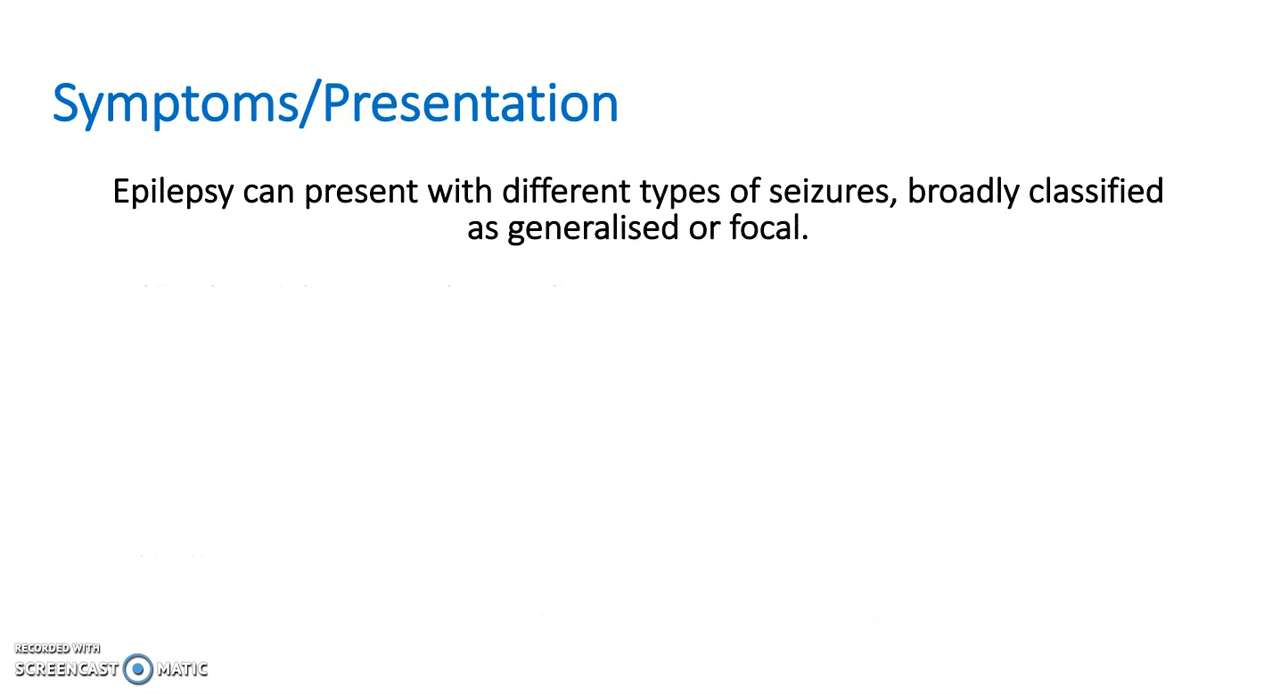 Symptoms/Presentation
Epilepsy can present with different types of seizures, broadly classified
as generalised or focal.
RECORDED WITH
SCREENCAST MATIC